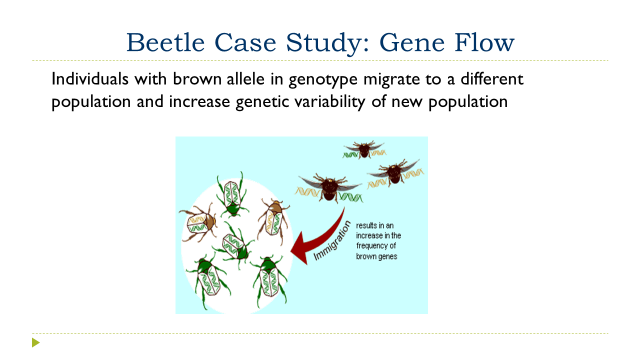 Beetle Case Study: Gene Flow
Individuals with brown allele in genotype migrate to a different
population and increase genetic variability of new population
Immigration
results in an
increase in the
frequency of
brown genes